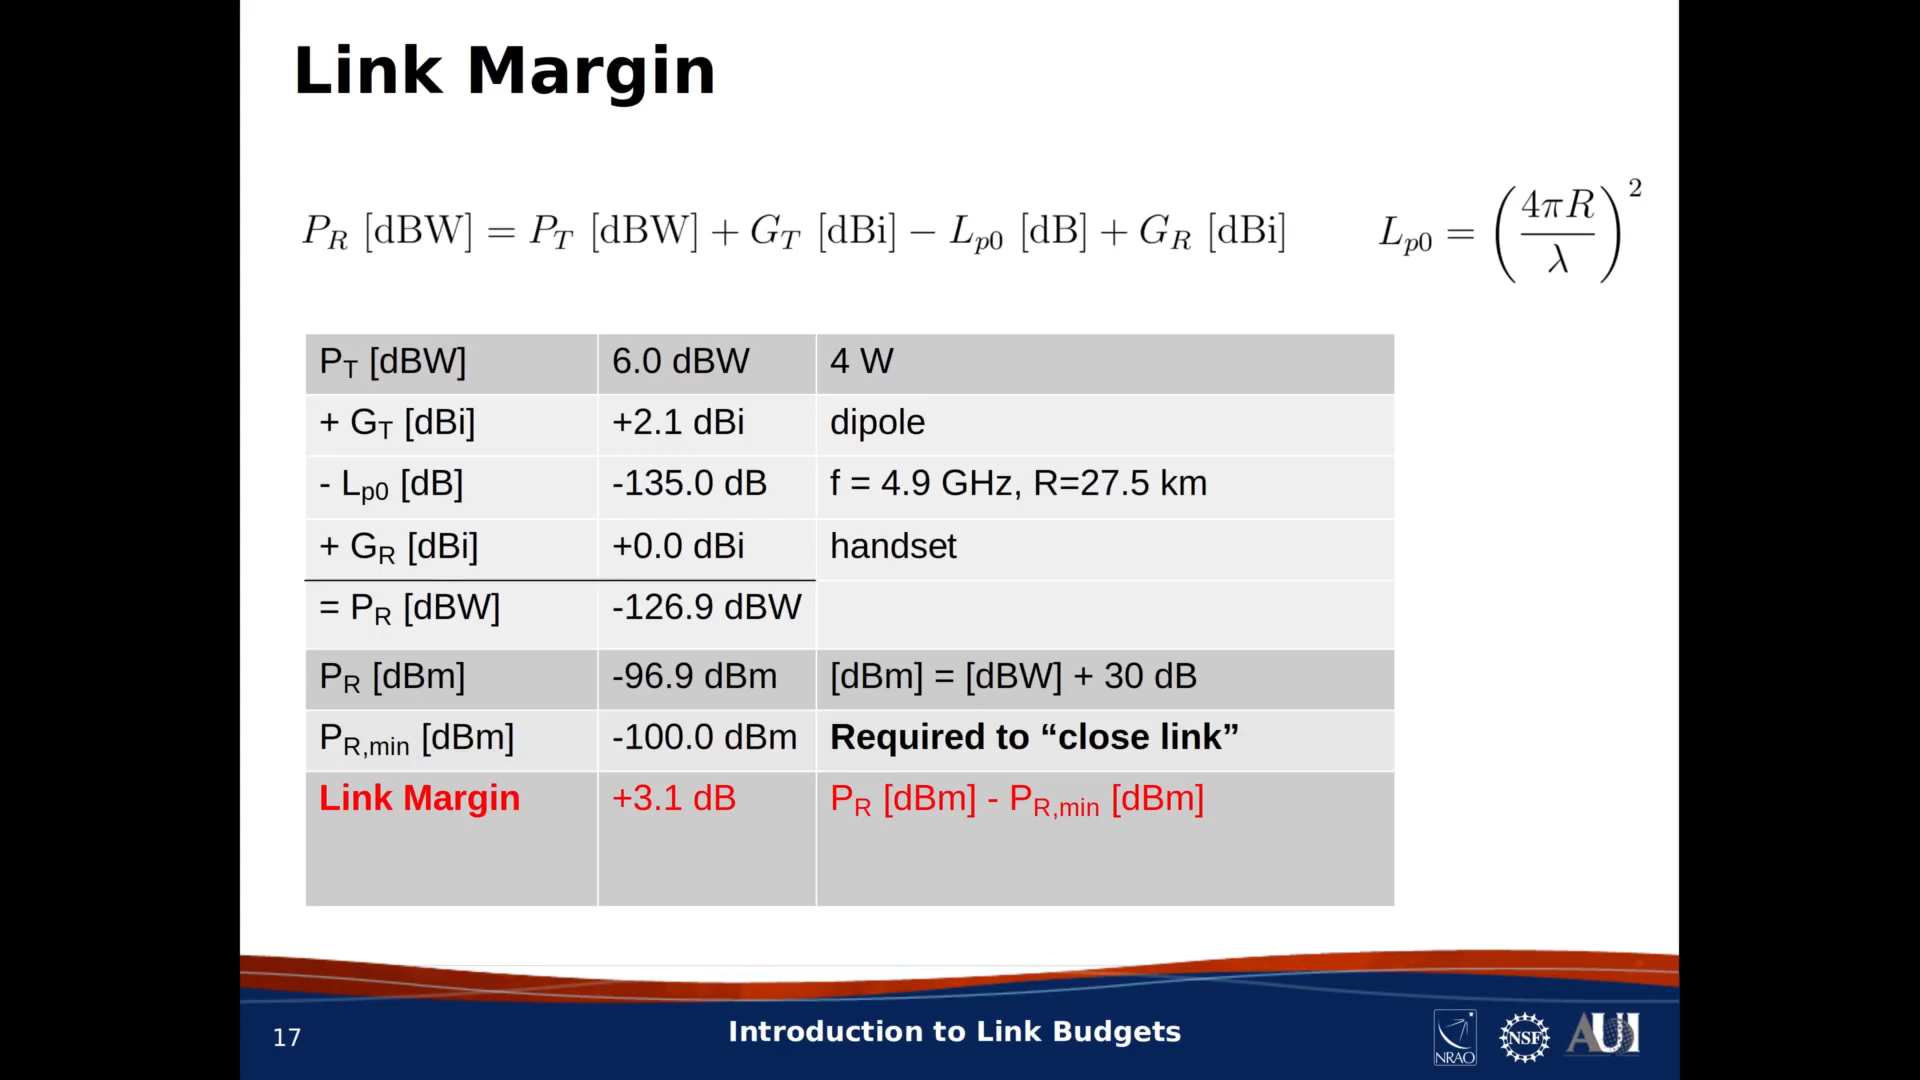 Link Margin
P_R [dBW] = P_T [dBW] + G_T [dBi] − L_p0 [dB] + G_R [dBi]    L_p0 = (4πR/λ)^2
P_T [dBW] 6.0 dBW 4 W
+ G_T [dBi] +2.1 dBi dipole
- L_p0 [dB] -135.0 dB f = 4.9 GHz, R=27.5 km
+ G_R [dBi] +0.0 dBi handset
= P_R [dBW] -126.9 dBW
P_R [dBm] -96.9 dBm [dBm] = [dBW] + 30 dB
P_R,min [dBm] -100.0 dBm Required to “close link”
Link Margin +3.1 dB P_R [dBm] - P_R,min [dBm]
17 Introduction to Link Budgets NRAO NSF AUI